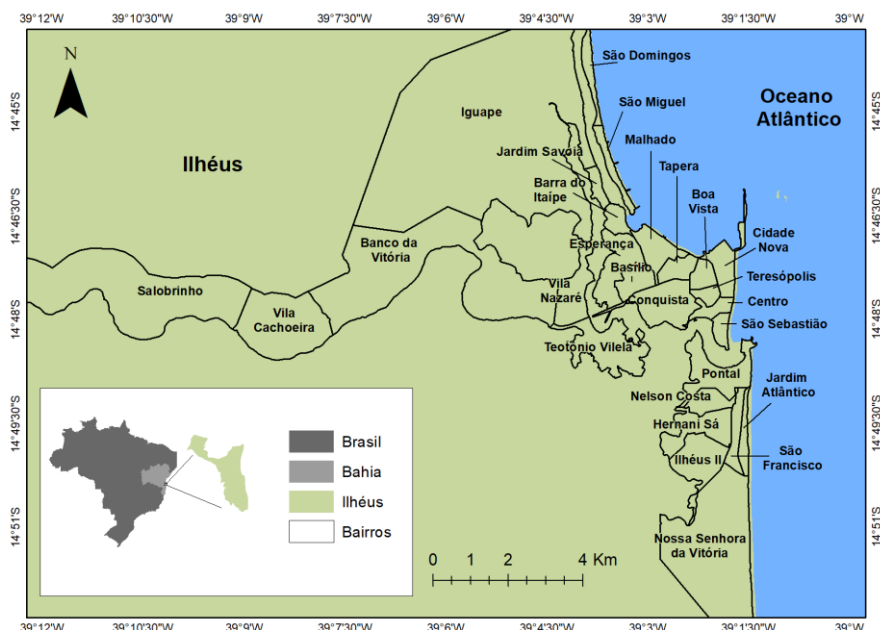 39°12'W 39°10'30"W 39°9'W 39°7'30"W 39°6'W 39°4'30"W 39°3'W 39°1'30"W 39°W
14°45'S
14°46'30"S
14°48'S
14°49'30"S
14°51'S
N
São Domingos
Oceano
Atlântico
Iguape
São Miguel
Malhado
Ilhéus
Jardim Savoia
Tapera
Barra do
Itaípe
Boa
Vista
Cidade
Nova
Banco da
Vitória
Esperança
Basílio
Teresópolis
Salobrinho
Vila
Nazaré
Conquista
Centro
Vila
Cachoeira
São Sebastião
Teotônio Vilela
Pontal
Jardim
Atlântico
Nelson Costa
Hernani Sá
Ilhéus II
São
Francisco
Nossa Senhora
da Vitória
Brasil
Bahia
Ilhéus
Bairros
0 1 2 4 Km
14°45'S
14°46'30"S
14°48'S
14°49'30"S
14°51'S
39°12'W 39°10'30"W 39°9'W 39°7'30"W 39°6'W 39°4'30"W 39°3'W 39°1'30"W 39°W